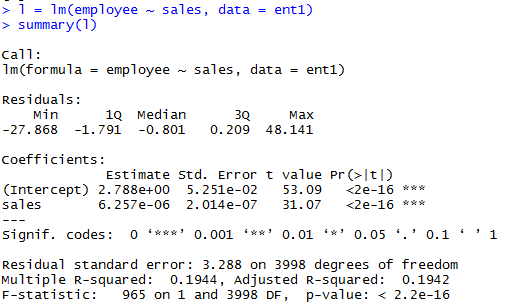 > l = lm(employee ~ sales, data = ent1)
> summary(l)
Call:
lm(formula = employee ~ sales, data = ent1)
Residuals:
    Min      1Q  Median      3Q     Max
-27.868  -1.791  -0.801   0.209  48.141
Coefficients:
             Estimate Std. Error t value Pr(>|t|)
(Intercept) 2.788e+00  5.251e-02   53.09   <2e-16 ***
sales       6.257e-06  2.014e-07   31.07   <2e-16 ***
---
Signif. codes:  0 ‘***’ 0.001 ‘**’ 0.01 ‘*’ 0.05 ‘.’ 0.1 ‘ ’ 1
Residual standard error: 3.288 on 3998 degrees of freedom
Multiple R-squared:  0.1944, Adjusted R-squared:  0.1942
F-statistic:   965 on 1 and 3998 DF,  p-value: < 2.2e-16